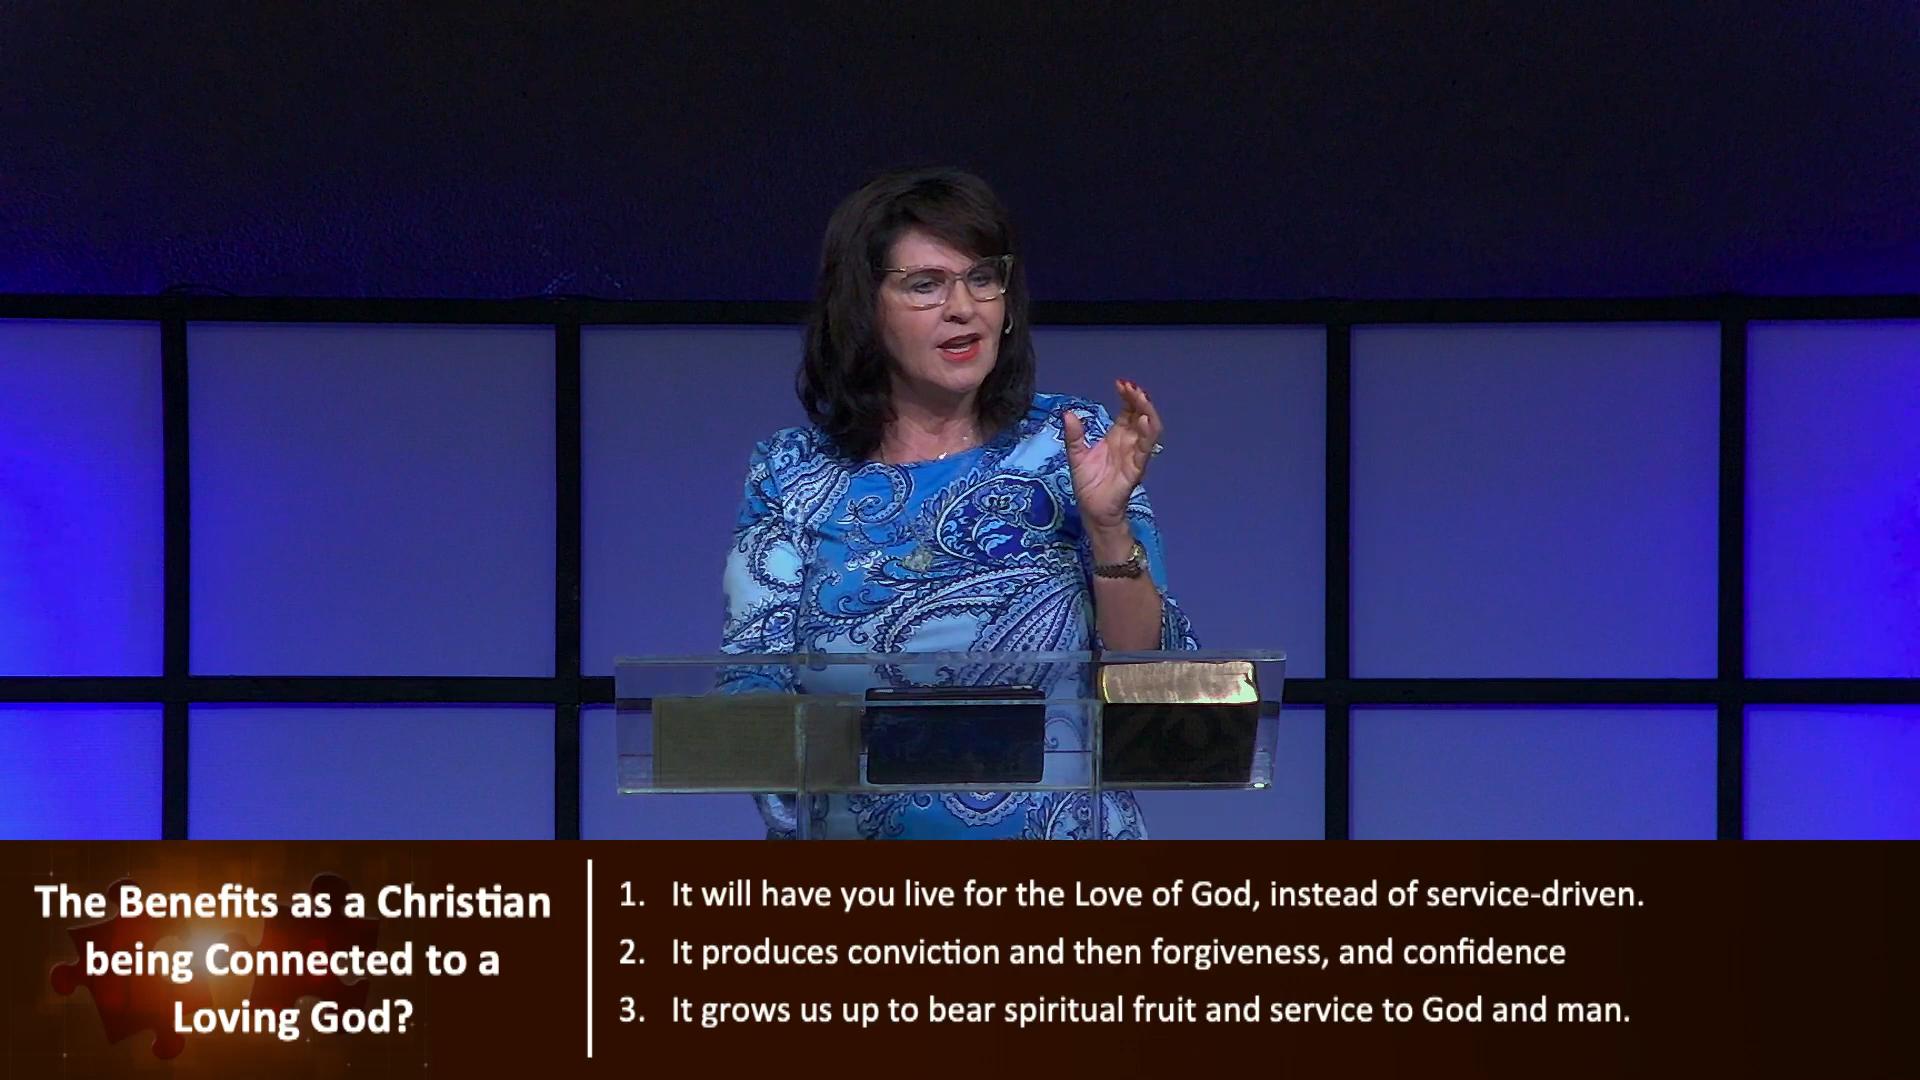 The Benefits as a Christian
being Connected to a
Loving God?
1. It will have you live for the Love of God, instead of service-driven.
2. It produces conviction and then forgiveness, and confidence
3. It grows us up to bear spiritual fruit and service to God and man.